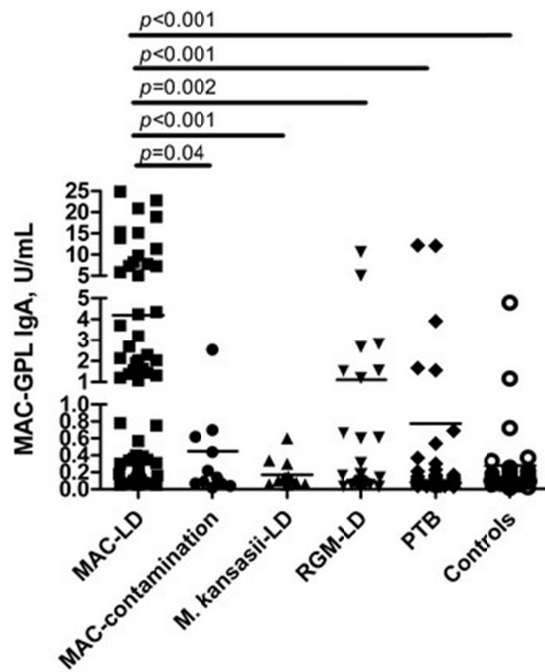 p<0.001
p<0.001
p=0.002
p<0.001
p=0.04
MAC-GPL IgA, U/mL
25
20
15
10
5
5
4
3
2
1
1.0
0.8
0.6
0.4
0.2
0.0
MAC-LD
MAC-contamination
M. kansasii-LD
RGM-LD
PTB
Controls